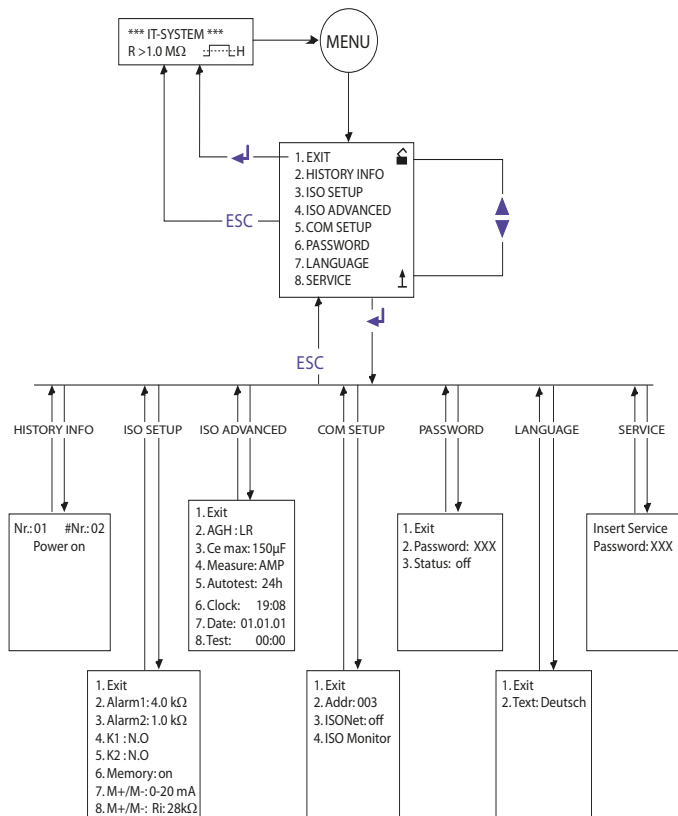 *** IT-SYSTEM ***
R >1.0 MΩ H
MENU
1. EXIT
2. HISTORY INFO
3. ISO SETUP
4. ISO ADVANCED
5. COM SETUP
6. PASSWORD
7. LANGUAGE
8. SERVICE
ESC
ESC
HISTORY INFO
ISO SETUP
ISO ADVANCED
COM SETUP
PASSWORD
LANGUAGE
SERVICE
Nr.: 01 #Nr.: 02
Power on
1. Exit
2. AGH : LR
3. Ce max: 150µF
4. Measure: AMP
5. Autotest: 24h
6. Clock: 19:08
7. Date: 01.01.01
8. Test: 00:00
1. Exit
2. Password: XXX
3. Status: off
Insert Service
Password: XXX
1. Exit
2. Alarm1: 4.0 kΩ
3. Alarm2: 1.0 kΩ
4. K1 : N.O
5. K2 : N.O
6. Memory: on
7. M+/M-: 0-20 mA
8. M+/M-: Ri: 28kΩ
1. Exit
2. Addr: 003
3. ISONet: off
4. ISO Monitor
1. Exit
2. Text: Deutsch